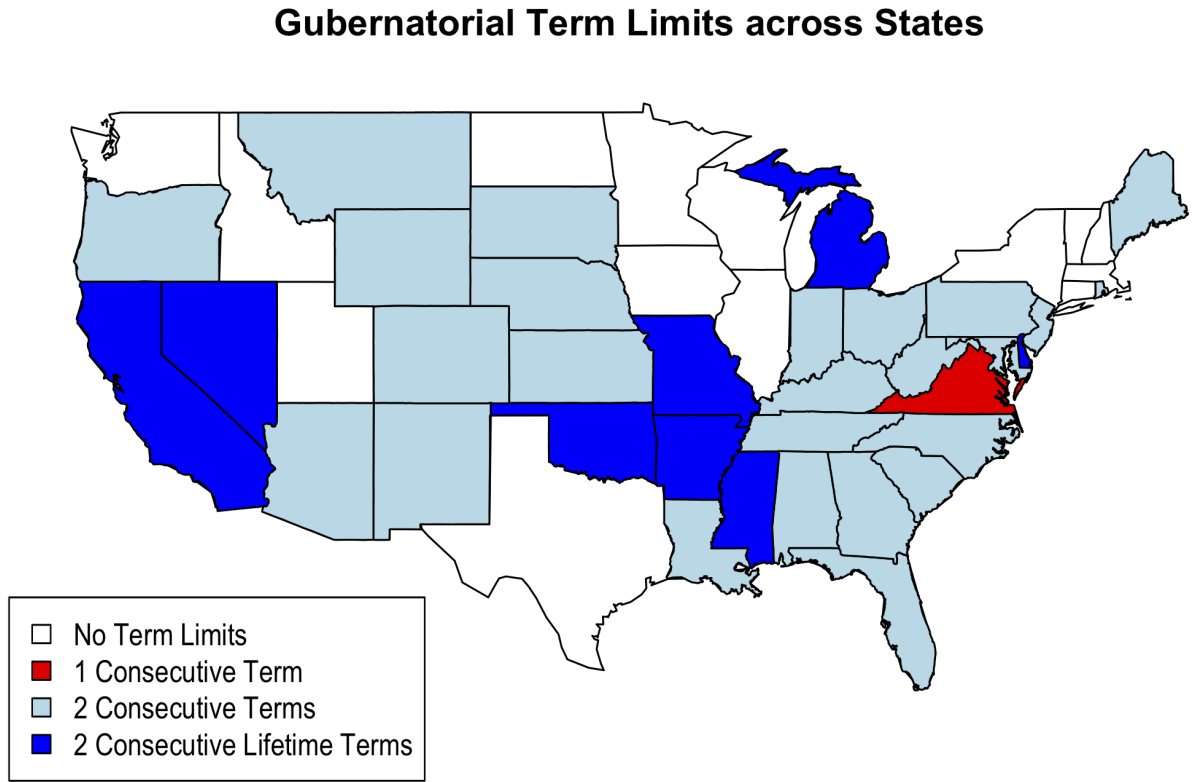 Gubernatorial Term Limits across States
No Term Limits
1 Consecutive Term
2 Consecutive Terms
2 Consecutive Lifetime Terms